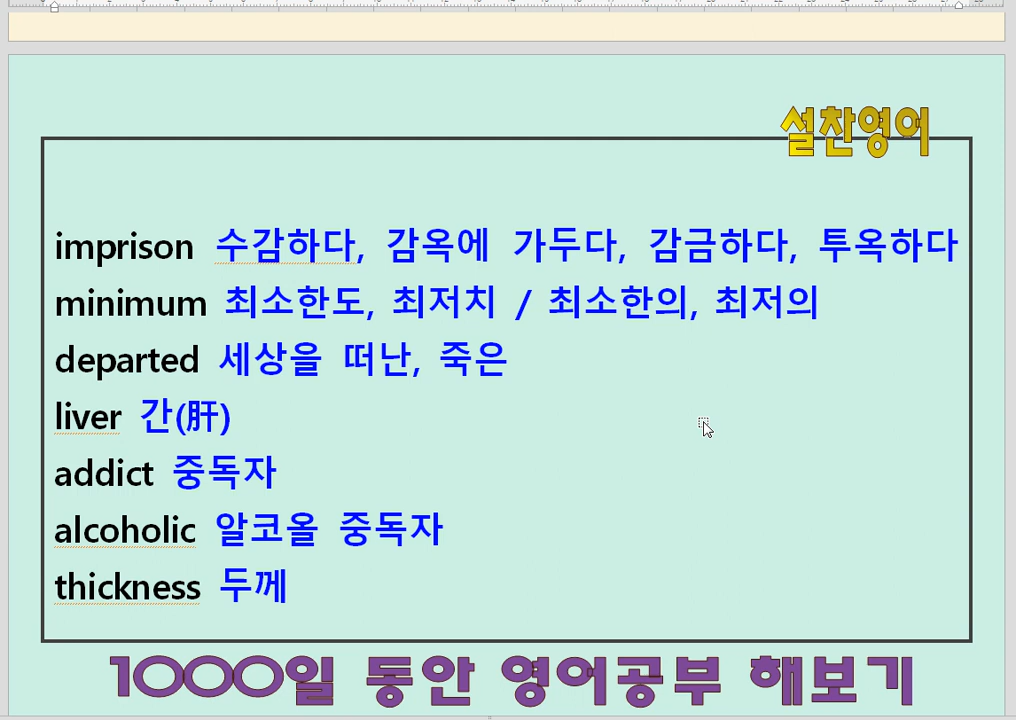 설찬영어
imprison 수감하다, 감옥에 가두다, 감금하다, 투옥하다
minimum 최소한도, 최저치 / 최소한의, 최저의
departed 세상을 떠난, 죽은
liver 간(肝)
addict 중독자
alcoholic 알코올 중독자
thickness 두께
1000일 동안 영어공부 해보기